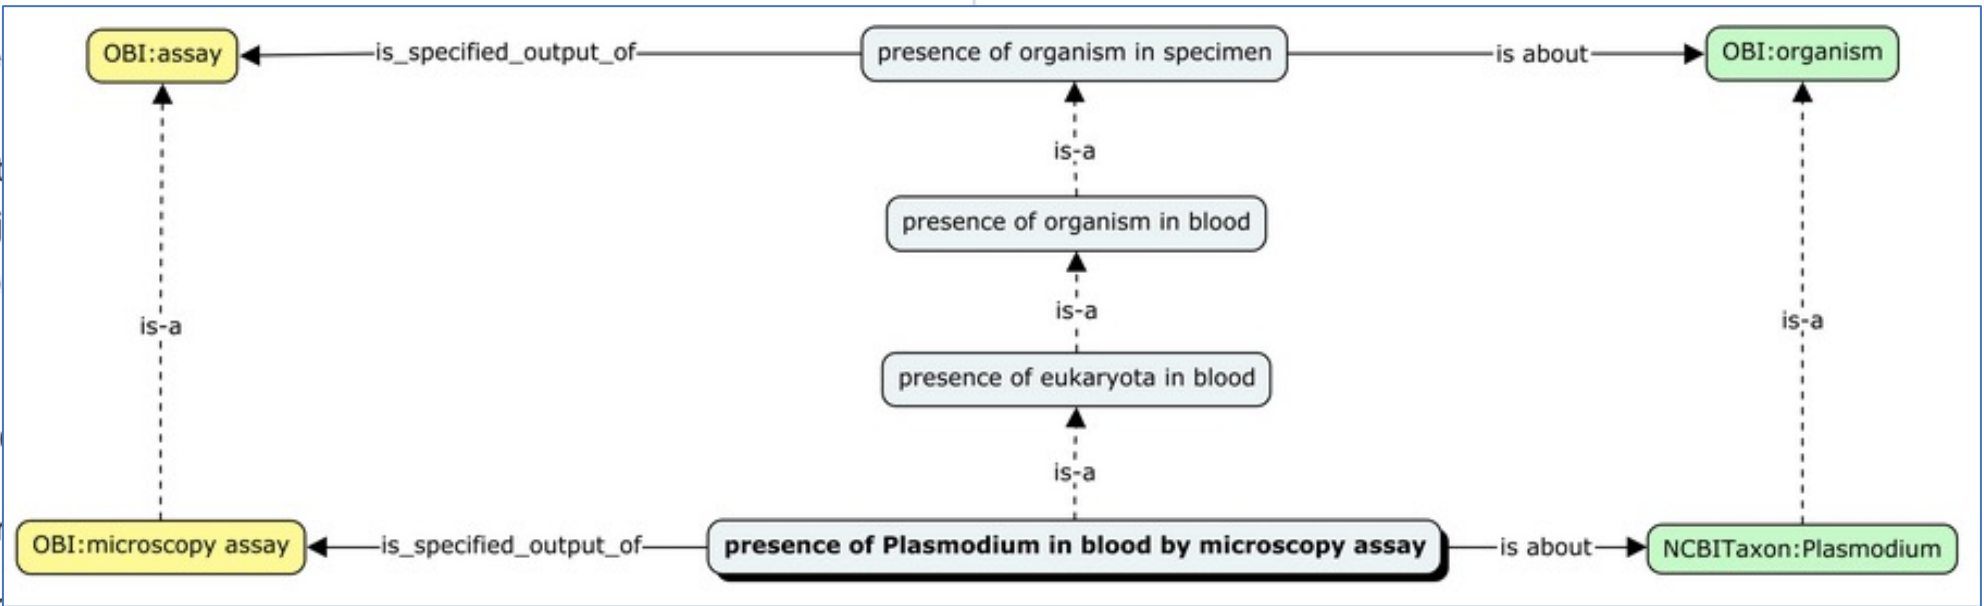 OBI:assay
is_specified_output_of
presence of organism in specimen
is about
OBI:organism
is-a
presence of organism in blood
is-a
is-a
is-a
presence of eukaryota in blood
is-a
OBI:microscopy assay
is_specified_output_of
presence of Plasmodium in blood by microscopy assay
is about
NCBITaxon:Plasmodium